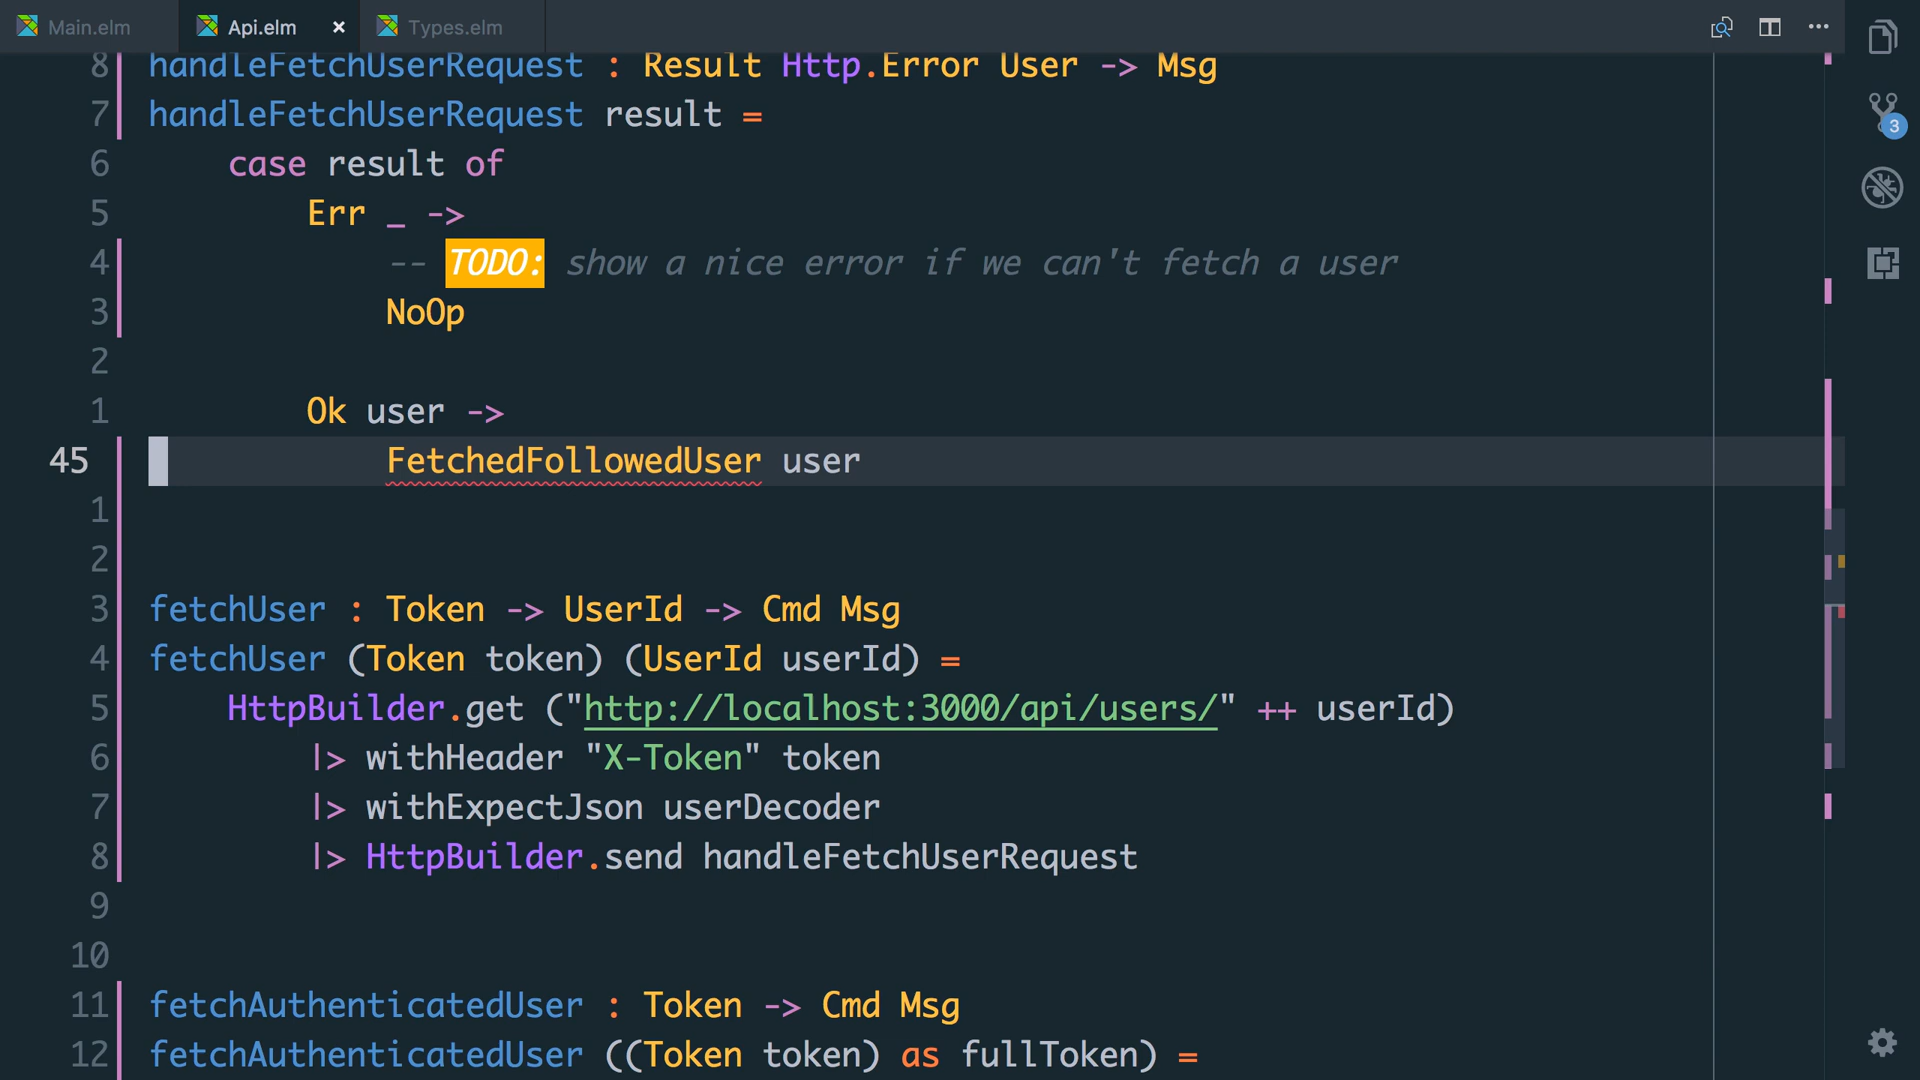 Main.elm Api.elm × Types.elm
8 handleFetchUserRequest : Result Http.Error User -> Msg
7 handleFetchUserRequest result =
6 case result of
5 Err _ ->
4 -- TODO: show a nice error if we can't fetch a user
3 NoOp
2
1 Ok user ->
45 FetchedFollowedUser user
1
2
3 fetchUser : Token -> UserId -> Cmd Msg
4 fetchUser (Token token) (UserId userId) =
5 HttpBuilder.get ("http://localhost:3000/api/users/" ++ userId)
6 |> withHeader "X-Token" token
7 |> withExpectJson userDecoder
8 |> HttpBuilder.send handleFetchUserRequest
9
10
11 fetchAuthenticatedUser : Token -> Cmd Msg
12 fetchAuthenticatedUser ((Token token) as fullToken) =
3